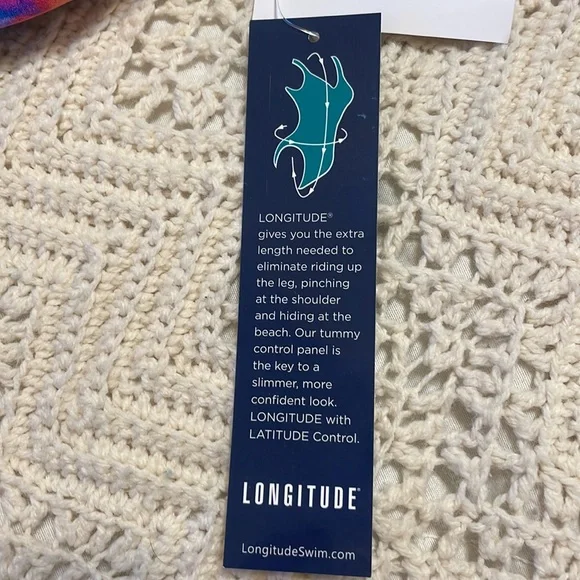 LONGITUDE®
gives you the extra
length needed to
eliminate riding up
the leg, pinching
at the shoulder
and hiding at the
beach. Our tummy
control panel is
the key to a
slimmer, more
confident look.
LONGITUDE with
LATITUDE Control.
LONGITUDE®
LongitudeSwim.com